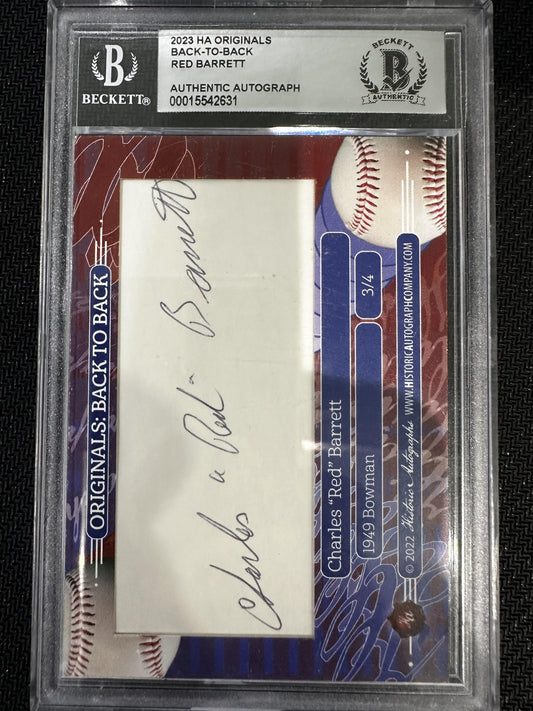 B
BECKETT®
2023 HA ORIGINALS
BACK-TO-BACK
RED BARRETT
AUTHENTIC AUTOGRAPH
00015542631
BECKETT
B
AUTHENTIC
ORIGINALS: BACK TO BACK
Charles "Red" Barrett
Charles "Red" Barrett
1949 Bowman
3/4
© 2022 Historic Autographs WWW.HISTORICAUTOGRAPHCOMPANY.COM